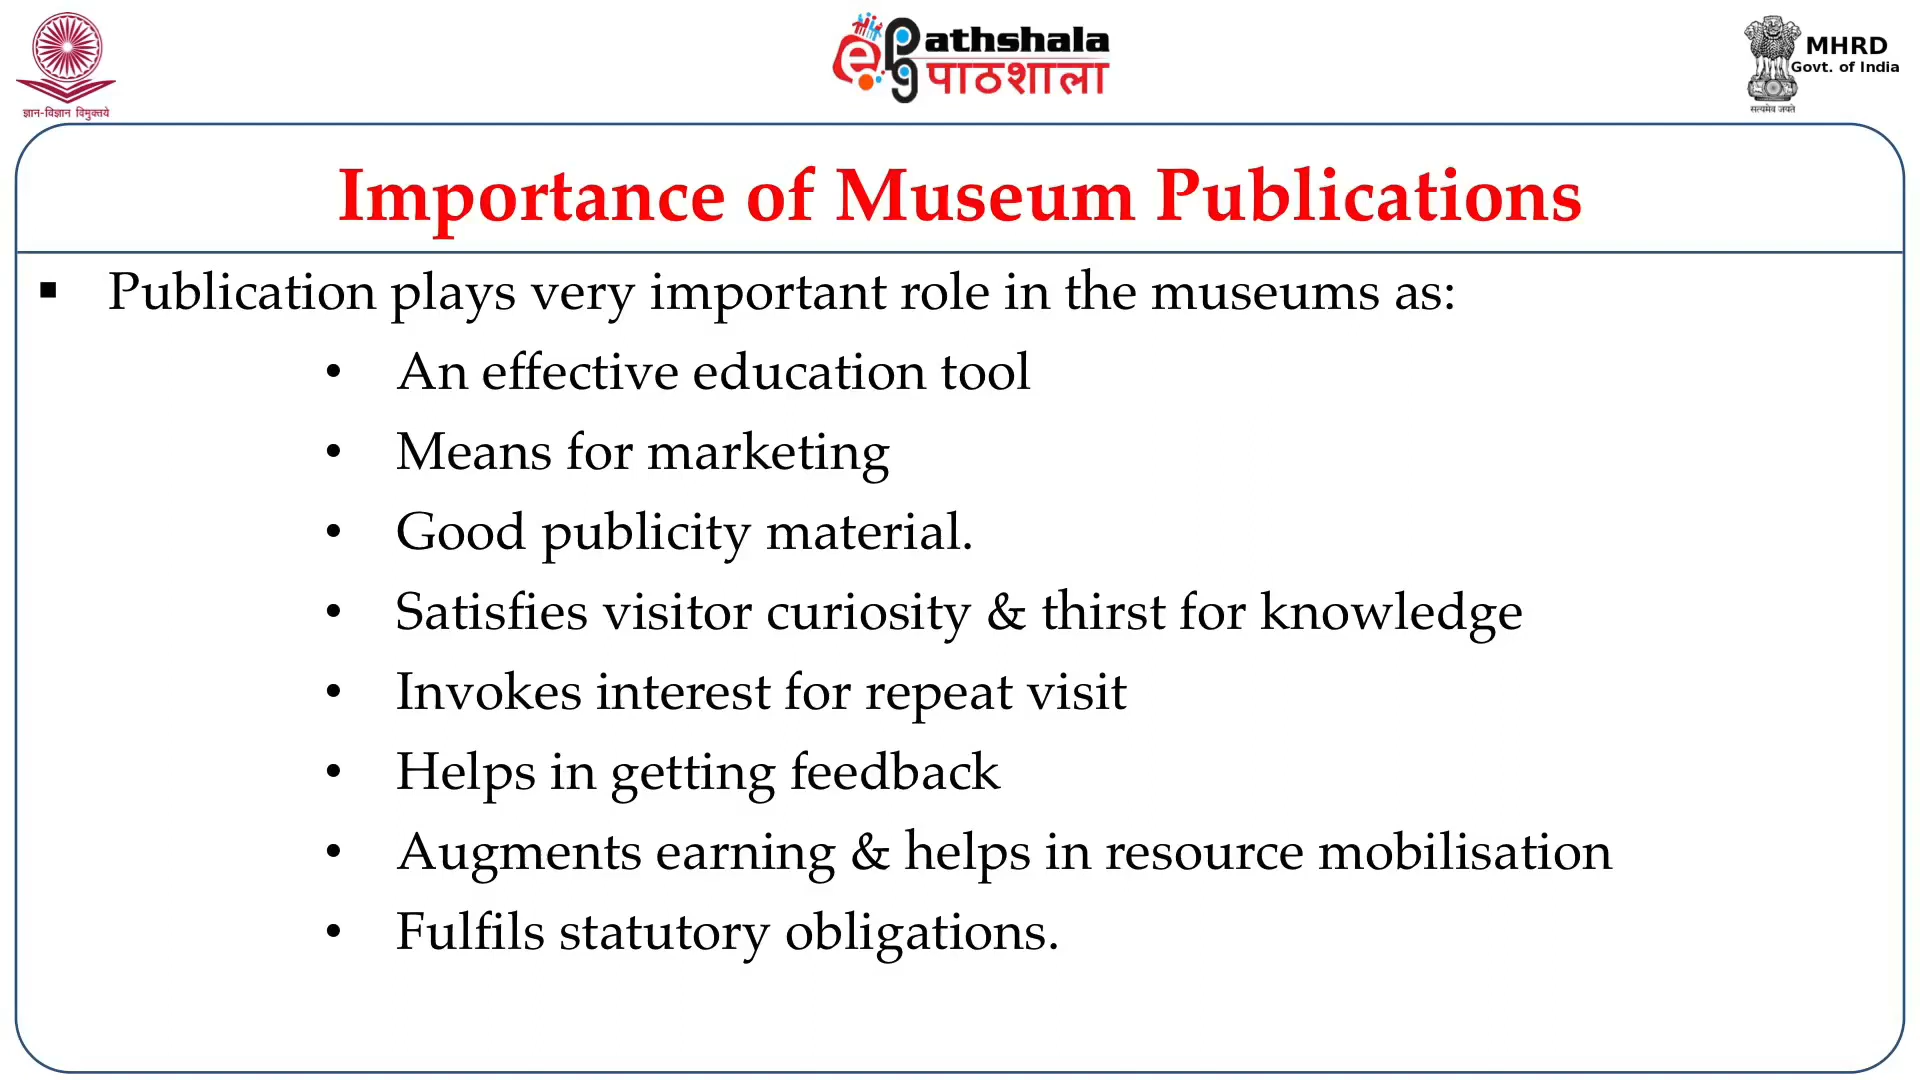 ज्ञान-विज्ञान विमुक्तये
ePG Pathshala
पाठशाला
MHRD
Govt. of India
सत्यमेव जयते
Importance of Museum Publications
▪ Publication plays very important role in the museums as:
• An effective education tool
• Means for marketing
• Good publicity material.
• Satisfies visitor curiosity & thirst for knowledge
• Invokes interest for repeat visit
• Helps in getting feedback
• Augments earning & helps in resource mobilisation
• Fulfils statutory obligations.